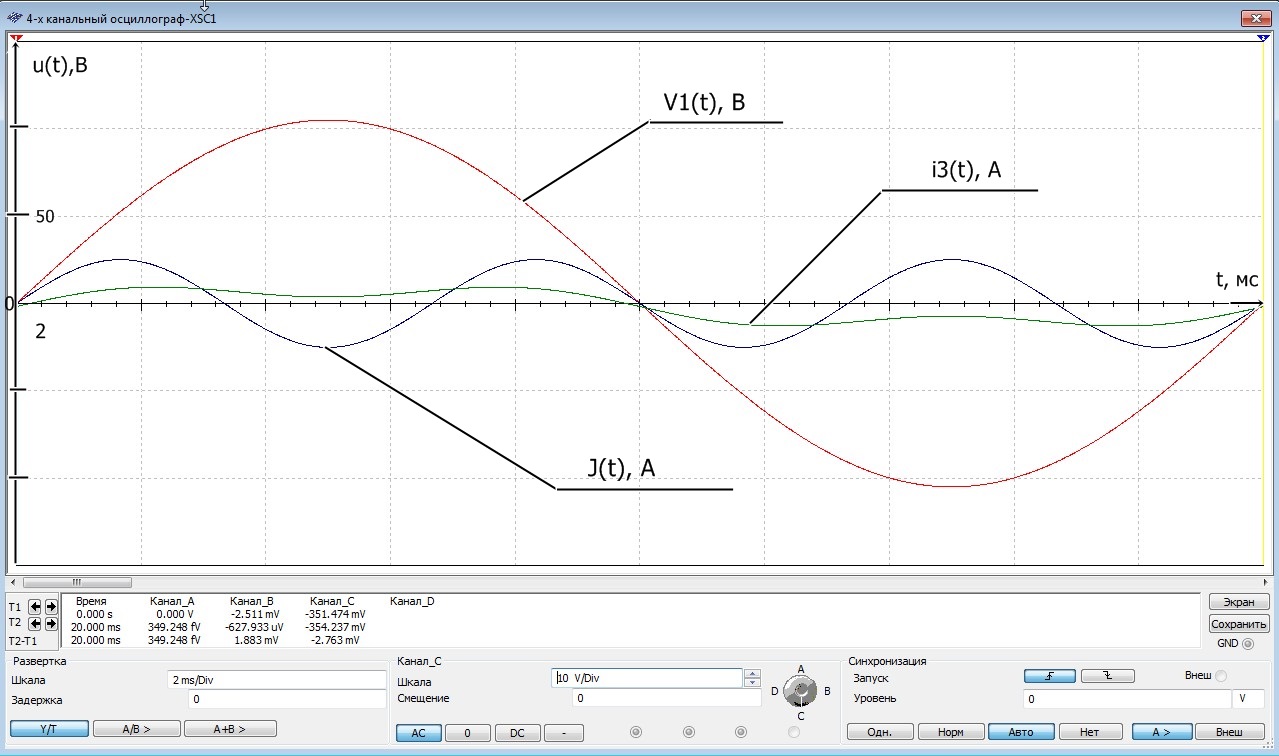 4-х канальный осциллограф-XSC1
u(t),В
V1(t), В
i3(t), А
50
t, мс
0
2
J(t), А
Время Канал_A Канал_B Канал_C Канал_D
T1 0.000 s 0.000 V -2.511 mV -351.474 mV
T2 20.000 ms 349.248 fV -627.933 uV -354.237 mV
T2-T1 20.000 ms 349.248 fV 1.883 mV -2.763 mV
Экран
Сохранить
GND
Развертка
Шкала 2 ms/Div
Задержка 0
Y/T A/B > A+B >
Канал_C
Шкала 10 V/Div
Смещение 0
AC 0 DC -
A
D B
C
Синхронизация
Запуск Внеш
Уровень 0 V
Одн. Норм Авто Нет A > Внеш